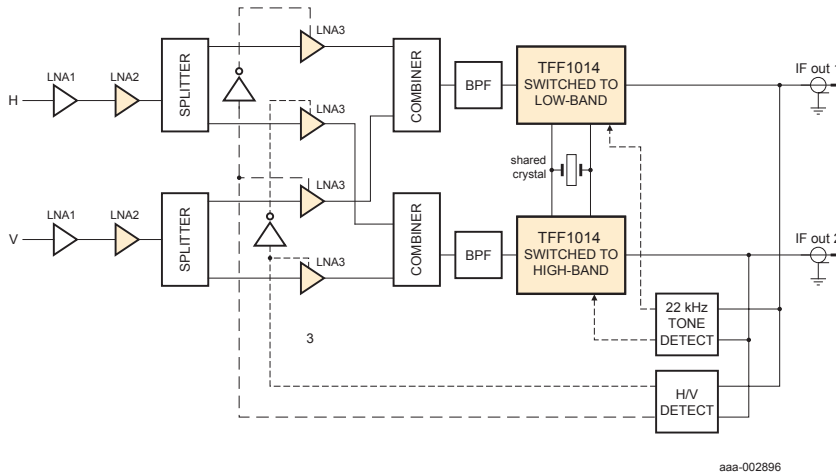 H
LNA1
LNA2
SPLITTER
LNA3
LNA3
COMBINER
BPF
TFF1014
SWITCHED TO
LOW-BAND
IF out 1
shared
crystal
V
LNA1
LNA2
SPLITTER
LNA3
LNA3
COMBINER
BPF
TFF1014
SWITCHED TO
HIGH-BAND
IF out 2
22 kHz
TONE
DETECT
3
H/V
DETECT
aaa-002896